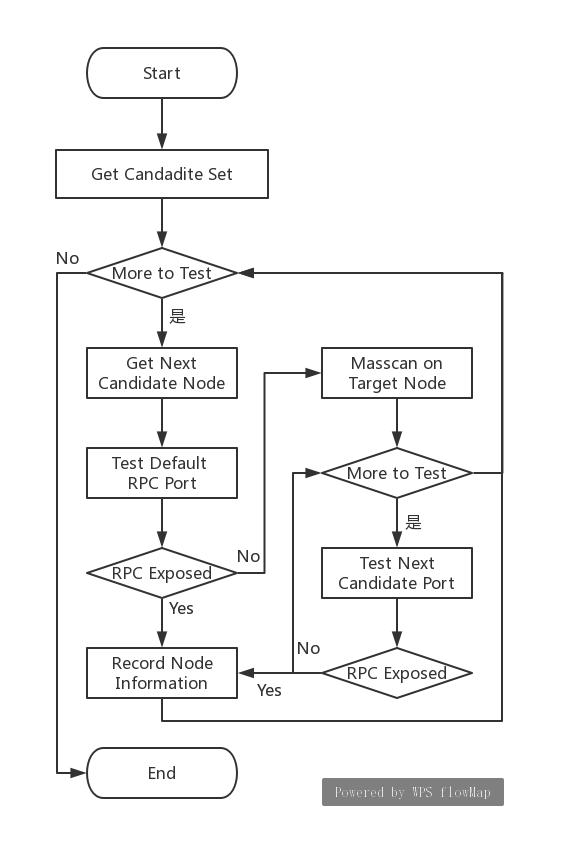 Start
Get Candadite Set
No
More to Test
是
Get Next
Candidate Node
Masscan on
Target Node
Test Default
RPC Port
More to Test
是
No
RPC Exposed
Test Next
Candidate Port
Yes
No
Record Node
Information
RPC Exposed
Yes
End
Powered by WPS flowMap